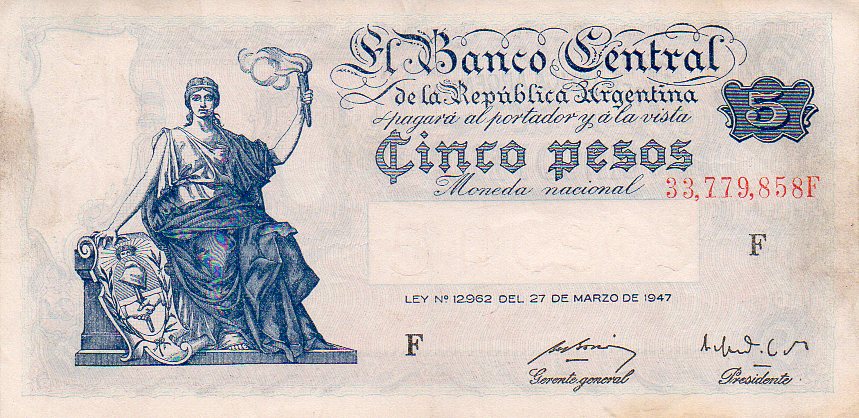 El Banco Central
de la República Argentina
pagará al portador y á la vista
5
Cinco pesos
Moneda nacional
33,779,858F
F
LEY Nº 12.962 DEL 27 DE MARZO DE 1947
F
Gerente general
Presidente